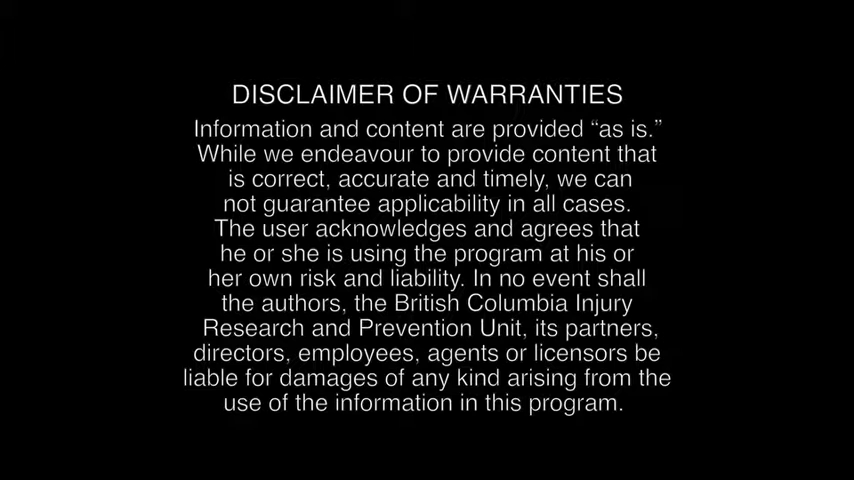 DISCLAIMER OF WARRANTIES
Information and content are provided “as is.”
While we endeavour to provide content that
is correct, accurate and timely, we can
not guarantee applicability in all cases.
The user acknowledges and agrees that
he or she is using the program at his or
her own risk and liability. In no event shall
the authors, the British Columbia Injury
Research and Prevention Unit, its partners,
directors, employees, agents or licensors be
liable for damages of any kind arising from the
use of the information in this program.